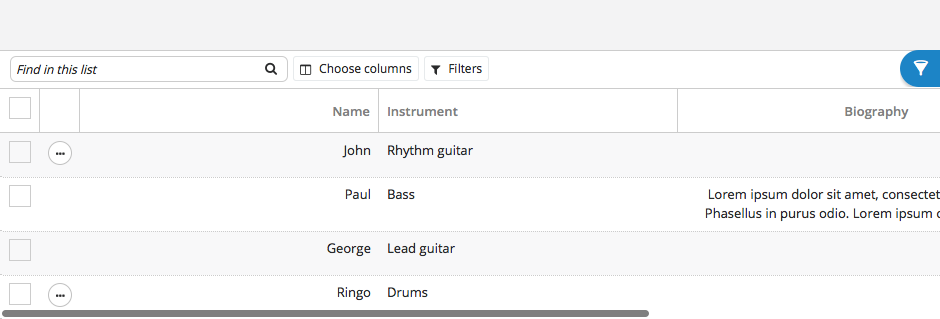 Find in this list
Choose columns
Filters
Name Instrument Biography
John Rhythm guitar
Paul Bass Lorem ipsum dolor sit amet, consectet
Phasellus in purus odio. Lorem ipsum
George Lead guitar
Ringo Drums